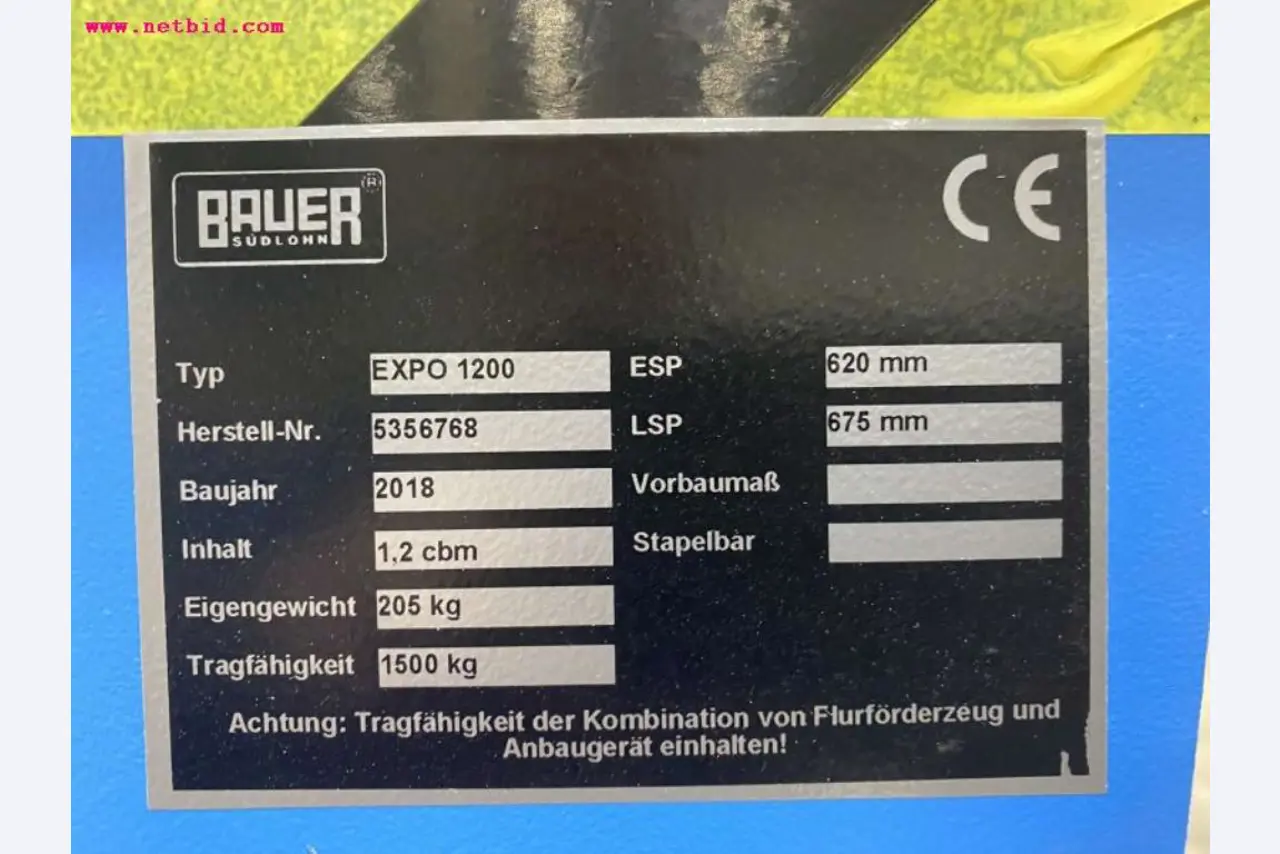 www.netbid.com
BAUER ®
SÜDLOHN
CE
Typ EXPO 1200 ESP 620 mm
Herstell-Nr. 5356768 LSP 675 mm
Baujahr 2018 Vorbaumaß
Inhalt 1,2 cbm Stapelbar
Eigengewicht 205 kg
Tragfähigkeit 1500 kg
Achtung: Tragfähigkeit der Kombination von Flurförderzeug und
Anbaugerät einhalten!